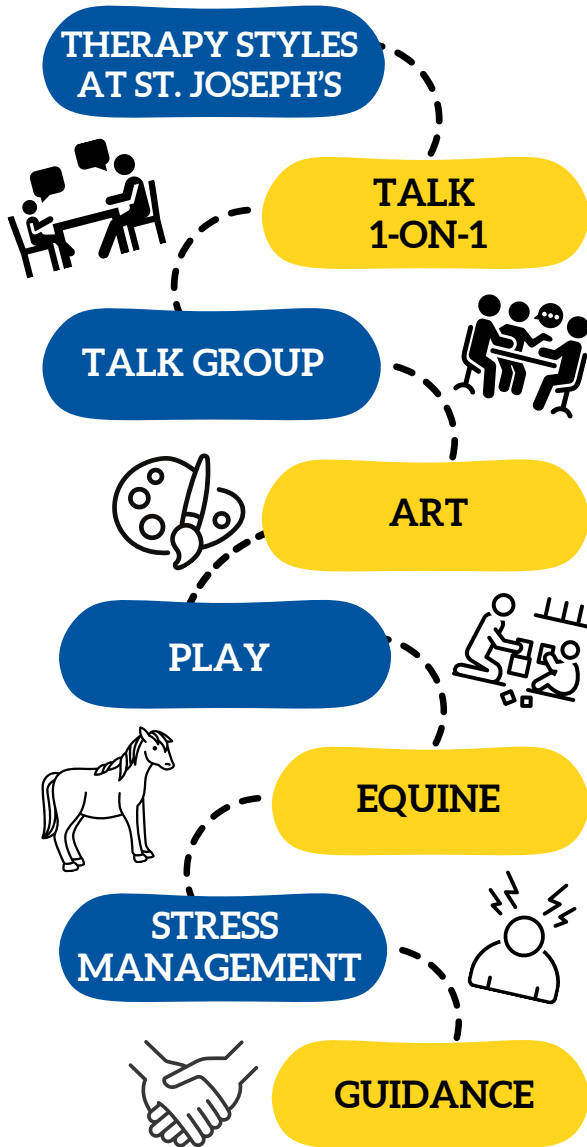 THERAPY STYLES
AT ST. JOSEPH'S
TALK
1-ON-1
TALK GROUP
ART
PLAY
EQUINE
STRESS
MANAGEMENT
GUIDANCE